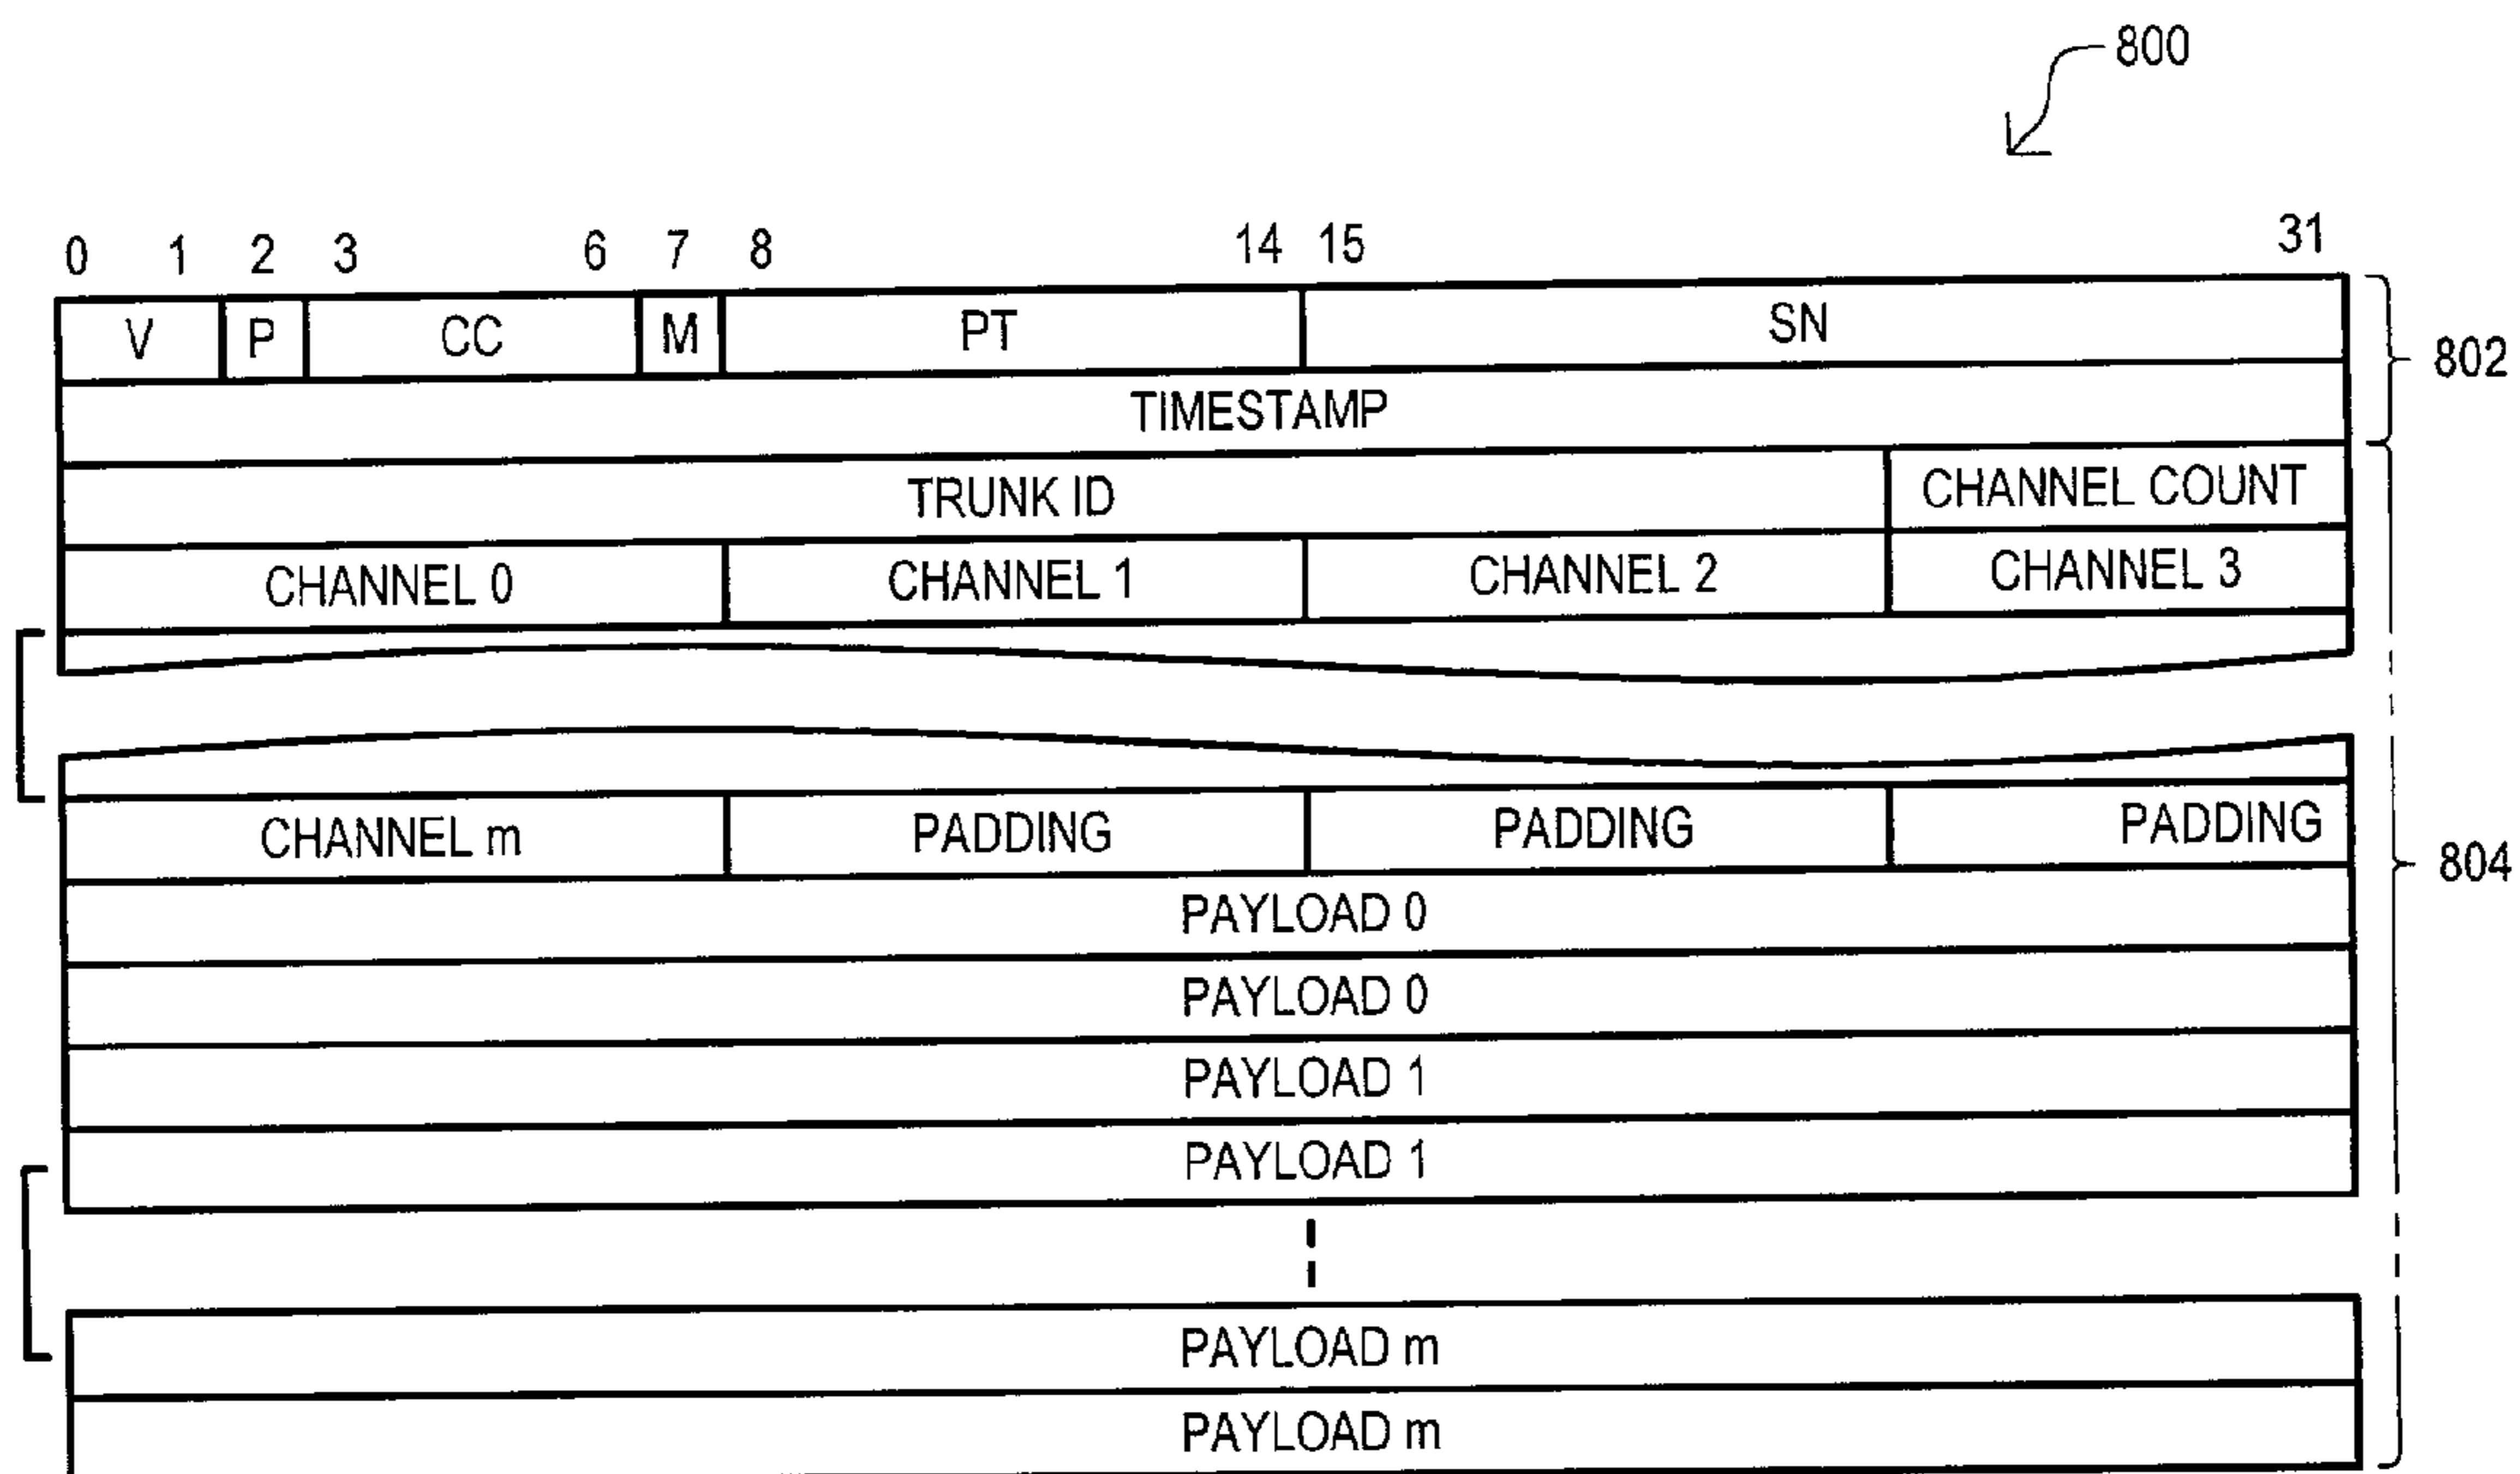 800
0 1 2 3 6 7 8 14 15 31
V P CC M PT SN
802
TIMESTAMP
TRUNK ID CHANNEL COUNT
CHANNEL 0 CHANNEL 1 CHANNEL 2 CHANNEL 3
CHANNEL m PADDING PADDING PADDING
804
PAYLOAD 0
PAYLOAD 0
PAYLOAD 1
PAYLOAD 1
PAYLOAD m
PAYLOAD m